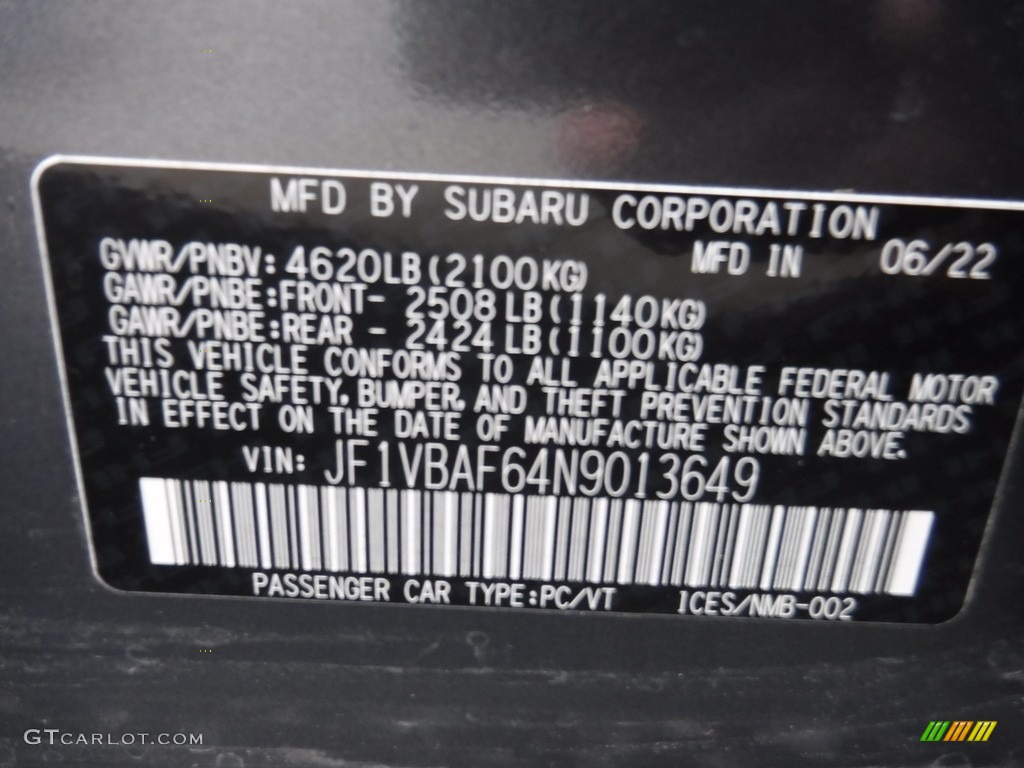 MFD BY SUBARU CORPORATION
MFD IN 06/22
GVWR/PNBV: 4620LB(2100KG)
GAWR/PNBE:FRONT- 2508 LB(1140KG)
GAWR/PNBE:REAR - 2424 LB(1100KG)
THIS VEHICLE CONFORMS TO ALL APPLICABLE FEDERAL MOTOR
VEHICLE SAFETY, BUMPER, AND THEFT PREVENTION STANDARDS
IN EFFECT ON THE DATE OF MANUFACTURE SHOWN ABOVE.
VIN: JF1VBAF64N9013649
PASSENGER CAR TYPE:PC/VT ICES/NMB-002
GTCARLOT.COM